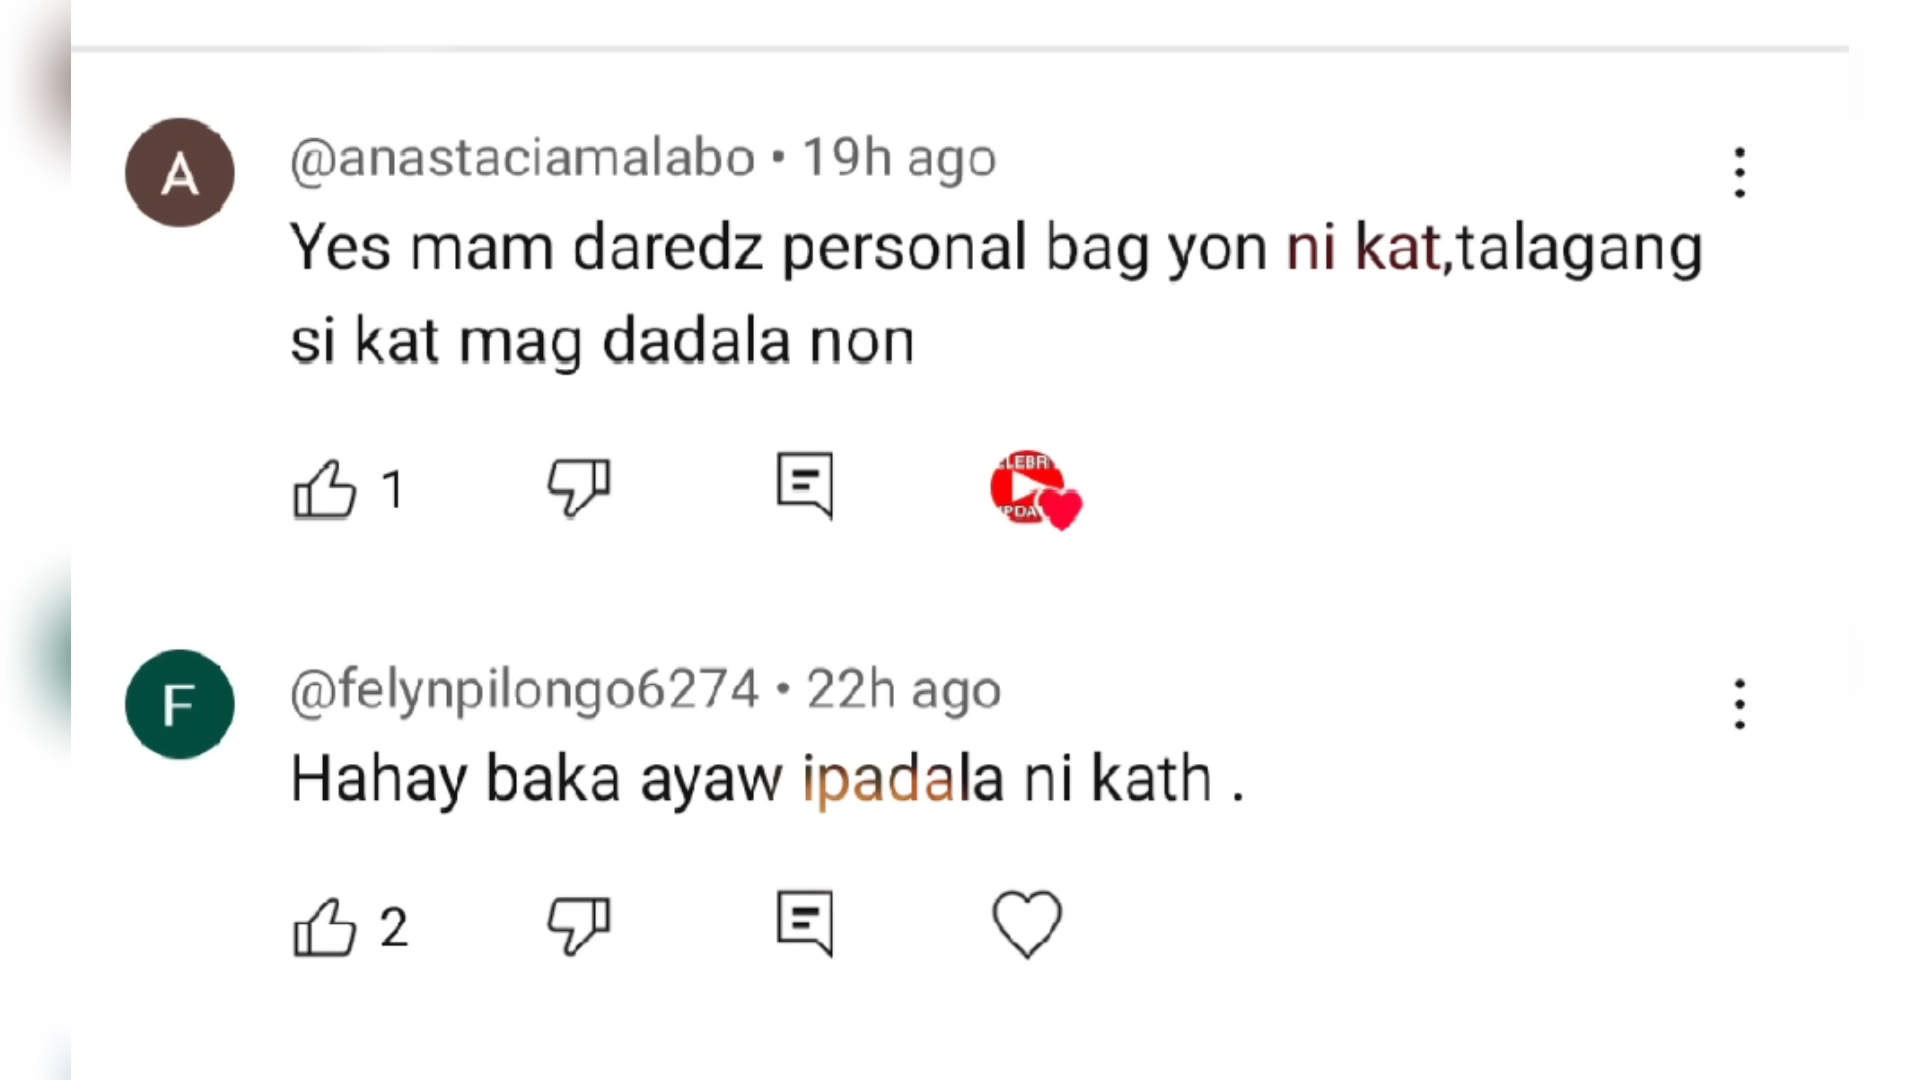 A
@anastaciamalabo • 19h ago
Yes mam daredz personal bag yon ni kat,talagang
si kat mag dadala non
1
F
@felynpilongo6274 • 22h ago
Hahay baka ayaw ipadala ni kath .
2